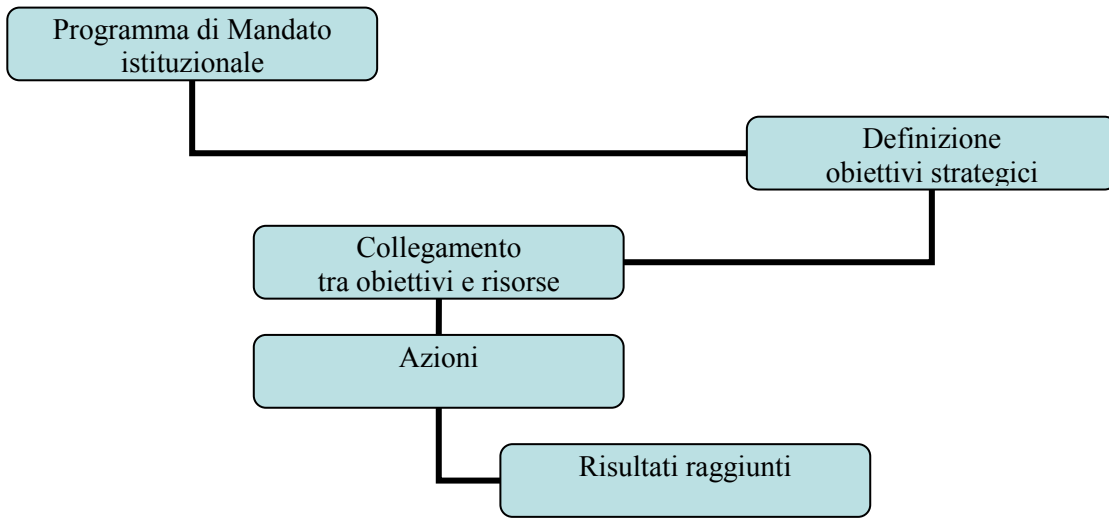 Programma di Mandato
istituzionale
Definizione
obiettivi strategici
Collegamento
tra obiettivi e risorse
Azioni
Risultati raggiunti